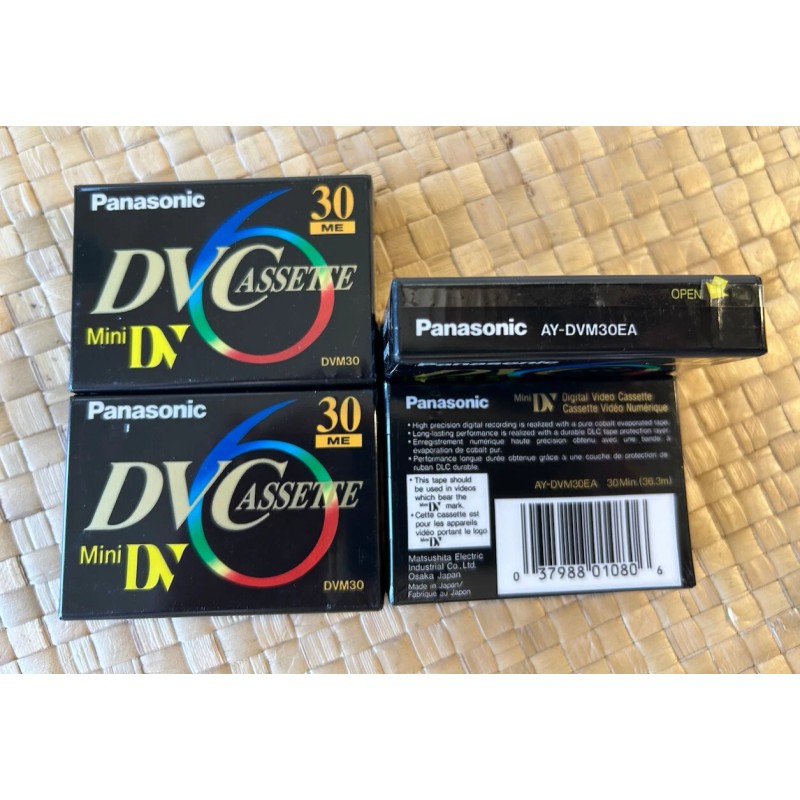 Panasonic
30
ME
DVCASSETTE
Mini DV
DVM30
Panasonic
30
ME
DVCASSETTE
Mini DV
DVM30
OPEN
Panasonic AY-DVM30EA
Panasonic
Mini DV Digital Video Cassette
Cassette Vidéo Numérique
• High precision digital recording is realized with a pure cobalt evaporated tape.
• Long-lasting performance is realized with a durable DLC tape protection layer.
• Enregistrement numérique haute précision obtenu avec une bande à
évaporation de cobalt pur.
• Performance longue durée obtenue grâce à une couche de protection de
ruban DLC durable.
AY-DVM30EA 30 Min. (36.3m)
• This tape should
be used in videos
which bear the
Mini DV mark.
• Cette cassette est
pour les appareils
vidéo portant le logo
Mini DV
Matsushita Electric
Industrial Co., Ltd.
Osaka Japan
Made in Japan/
Fabriqué au Japon
0 37988 01080 6